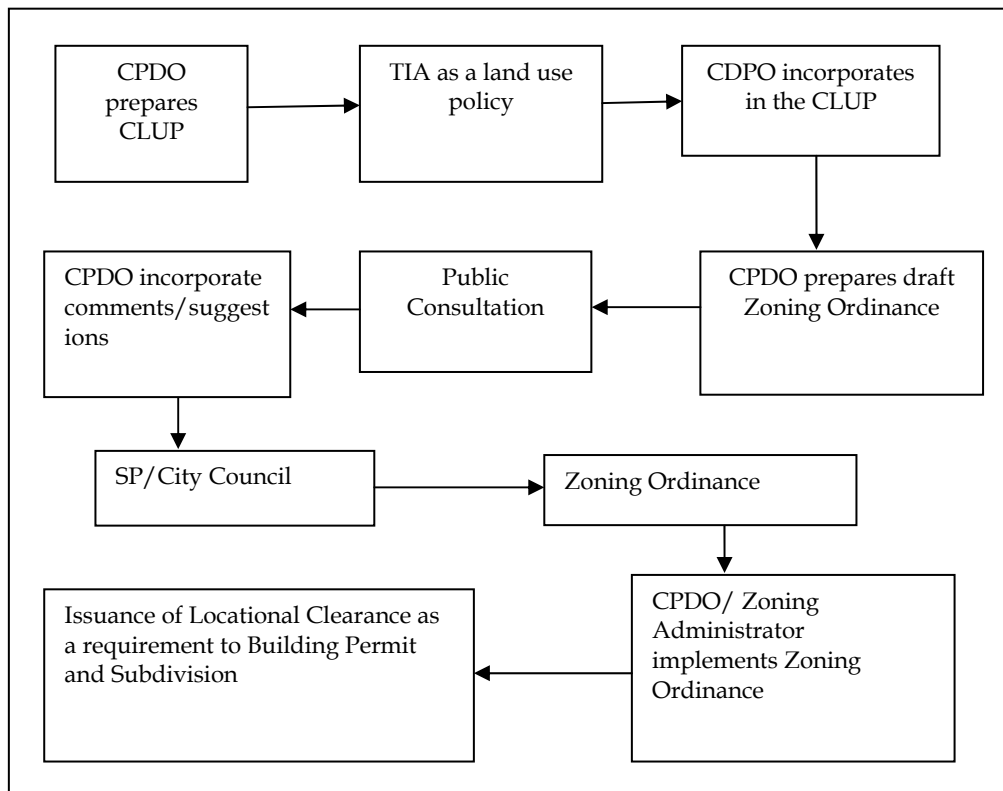 CPDO
prepares
CLUP
TIA as a land use
policy
CDPO incorporates
in the CLUP
CPDO prepares draft
Zoning Ordinance
Public
Consultation
CPDO incorporate
comments/suggest
ions
SP/City Council
Zoning Ordinance
CPDO/ Zoning
Administrator
implements Zoning
Ordinance
Issuance of Locational Clearance as
a requirement to Building Permit
and Subdivision